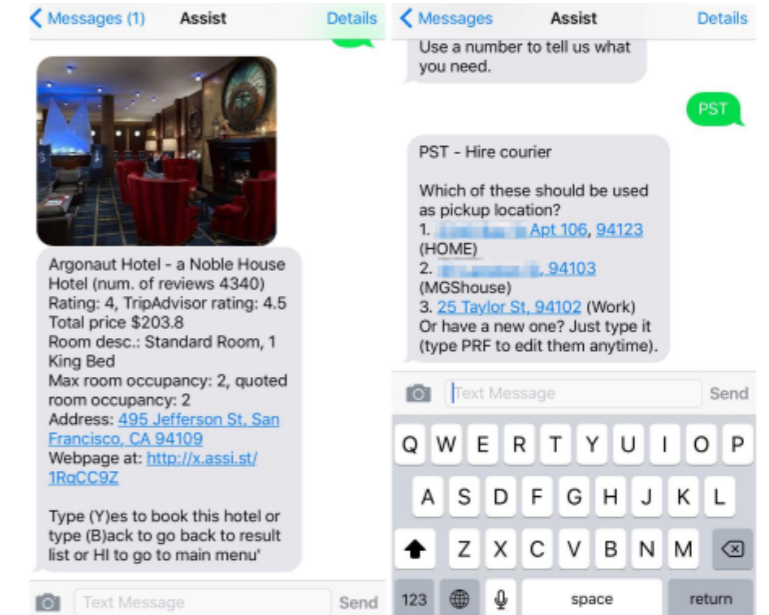 Messages (1) Assist Details
Argonaut Hotel - a Noble House
Hotel (num. of reviews 4340)
Rating: 4, TripAdvisor rating: 4.5
Total price $203.8
Room desc.: Standard Room, 1
King Bed
Max room occupancy: 2, quoted
room occupancy: 2
Address: 495 Jefferson St, San
Francisco, CA 94109
Webpage at: http://x.assi.st/
1RqCC9Z
Type (Y)es to book this hotel or
type (B)ack to go back to result
list or HI to go to main menu'
Text Message Send
Messages Assist Details
Use a number to tell us what
you need.
PST
PST - Hire courier
Which of these should be used
as pickup location?
1. Apt 106, 94123
(HOME)
2. , 94103
(MGShouse)
3. 25 Taylor St, 94102 (Work)
Or have a new one? Just type it
(type PRF to edit them anytime).
Text Message Send
Q W E R T Y U I O P
A S D F G H J K L
Z X C V B N M
123 space return